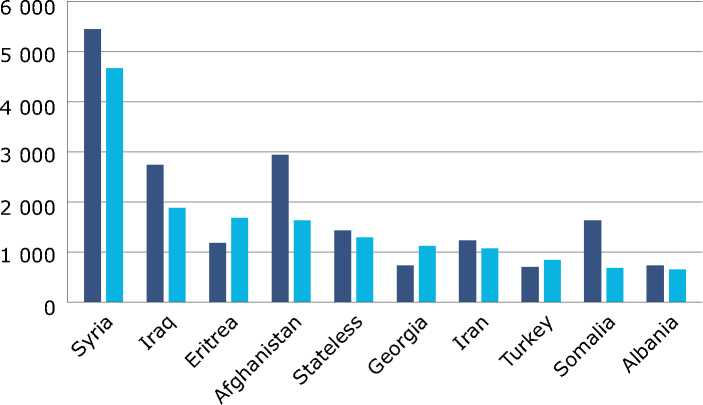 6 000
5 000
4 000
3 000
2 000
1 000
0
Syria
Iraq
Eritrea
Afghanistan
Stateless
Georgia
Iran
Turkey
Somalia
Albania